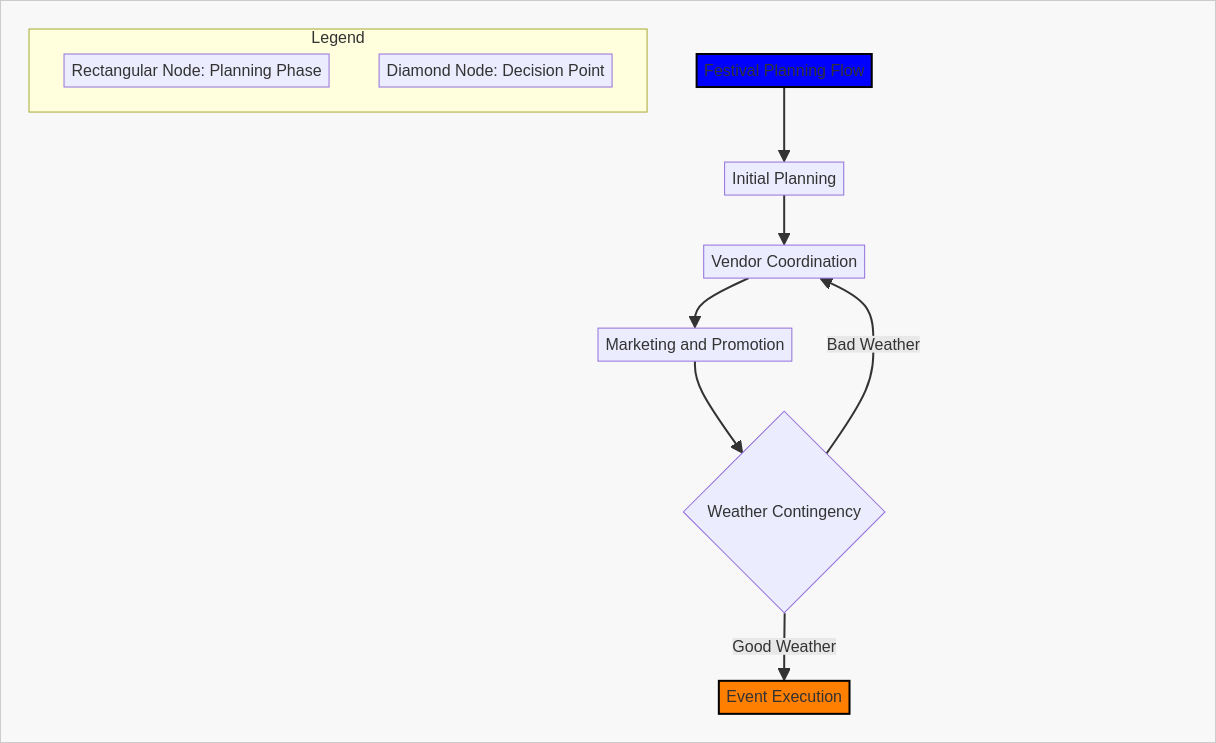 Legend
Rectangular Node: Planning Phase
Diamond Node: Decision Point
Festival Planning Flow
Initial Planning
Vendor Coordination
Marketing and Promotion
Bad Weather
Weather Contingency
Good Weather
Event Execution